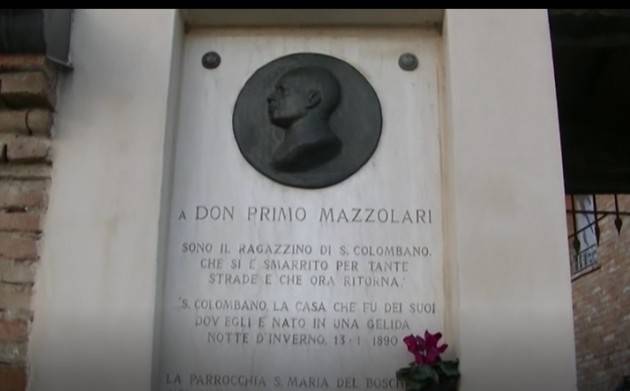 A DON PRIMO MAZZOLARI
"SONO IL RAGAZZINO DI S. COLOMBANO,
CHE SI È SMARRITO PER TANTE
STRADE E CHE ORA RITORNA."
S. COLOMBANO, LA CASA CHE FU DEI SUOI
DOV'EGLI È NATO IN UNA GELIDA
NOTTE D'INVERNO, 13-1-1890
LA PARROCCHIA S. MARIA DEL